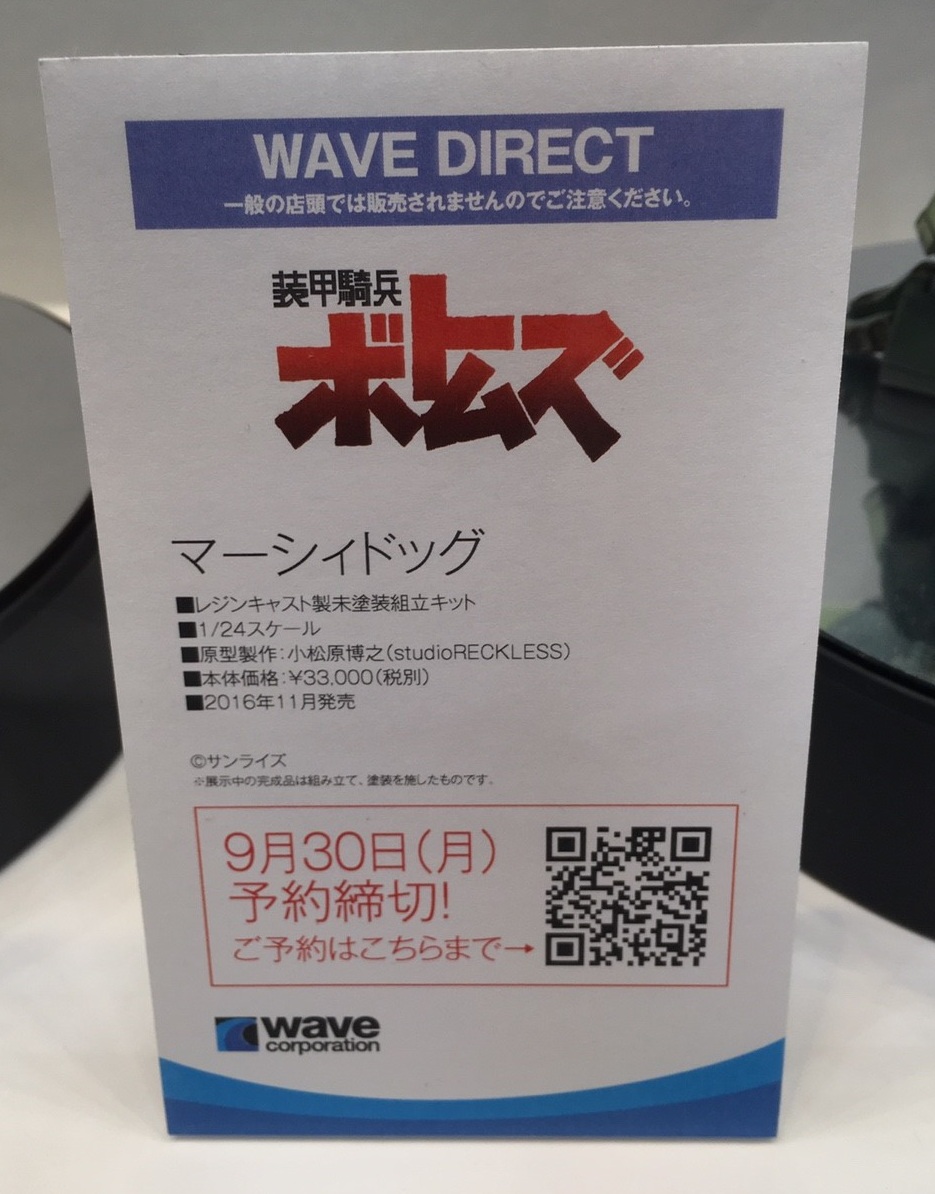 WAVE DIRECT
一般の店頭では販売されませんのでご注意ください。
装甲騎兵
ボトムズ
マーシィドッグ
■レジンキャスト製未塗装組立キット
■1/24スケール
■原型製作:小松原博之(studioRECKLESS)
■本体価格:¥33,000(税別)
■2016年11月発売
©サンライズ
※展示中の完成品は組み立て、塗装を施したものです。
9月30日(月)
予約締切!
ご予約はこちらまで→
wave
corporation